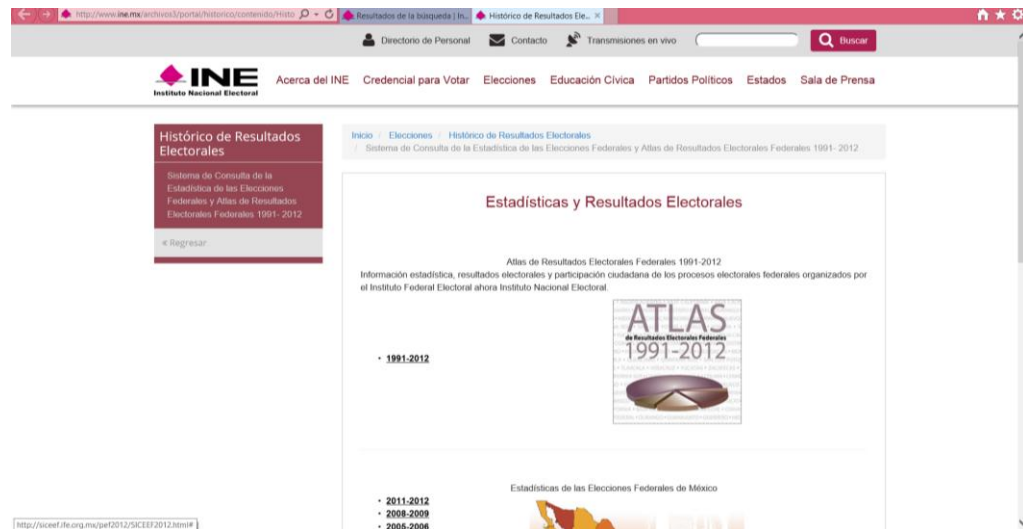 http://www.ine.mx/archivos3/portal/historico/contenido/Histo
Resultados de la búsqueda | In...
Histórico de Resultados Ele...
Directorio de Personal
Contacto
Transmisiones en vivo
Buscar
INE
Instituto Nacional Electoral
Acerca del INE
Credencial para Votar
Elecciones
Educación Cívica
Partidos Políticos
Estados
Sala de Prensa
Histórico de Resultados
Electorales
Sistema de Consulta de la
Estadística de las Elecciones
Federales y Atlas de Resultados
Electorales Federales 1991- 2012
« Regresar
Inicio / Elecciones / Histórico de Resultados Electorales
/ Sistema de Consulta de la Estadística de las Elecciones Federales y Atlas de Resultados Electorales Federales 1991- 2012
Estadísticas y Resultados Electorales
Atlas de Resultados Electorales Federales 1991-2012
Información estadística, resultados electorales y participación ciudadana de los procesos electorales federales organizados por
el Instituto Federal Electoral ahora Instituto Nacional Electoral.
• 1991-2012
ATLAS
de Resultados Electorales Federales
1991-2012
Estadísticas de las Elecciones Federales de México
• 2011-2012
• 2008-2009
• 2005-2006
http://siceef.ife.org.mx/pef2012/SICEEF2012.html#